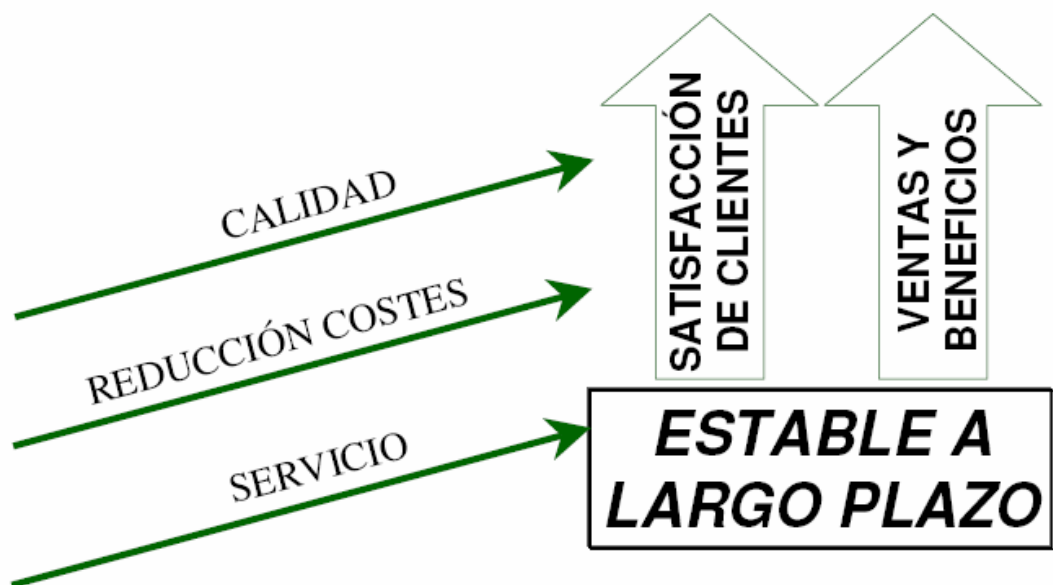 CALIDAD
REDUCCIÓN COSTES
SERVICIO
SATISFACCIÓN
DE CLIENTES
VENTAS Y
BENEFICIOS
ESTABLE A
LARGO PLAZO